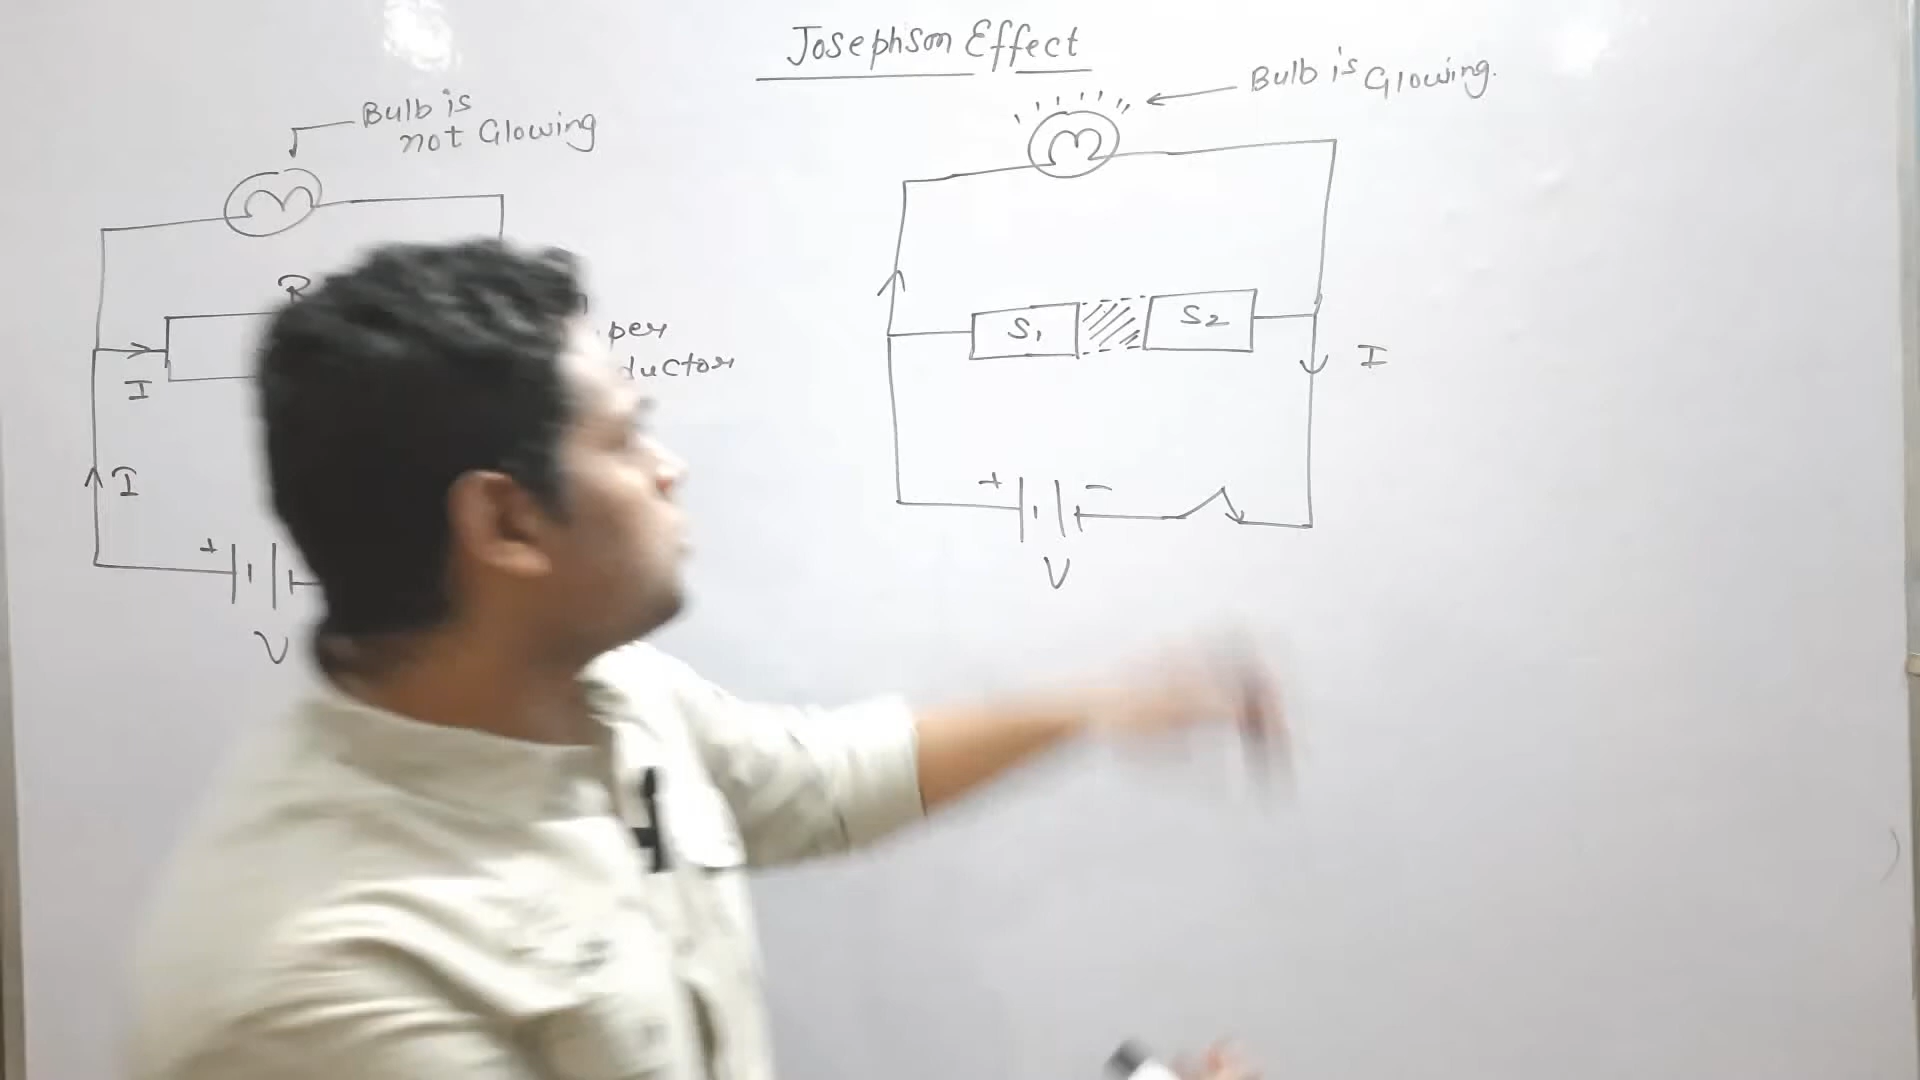 Josephson Effect
Bulb is
not Glowing
I
I
+
V
Bulb is Glowing.
S1
S2
I
+ -
V